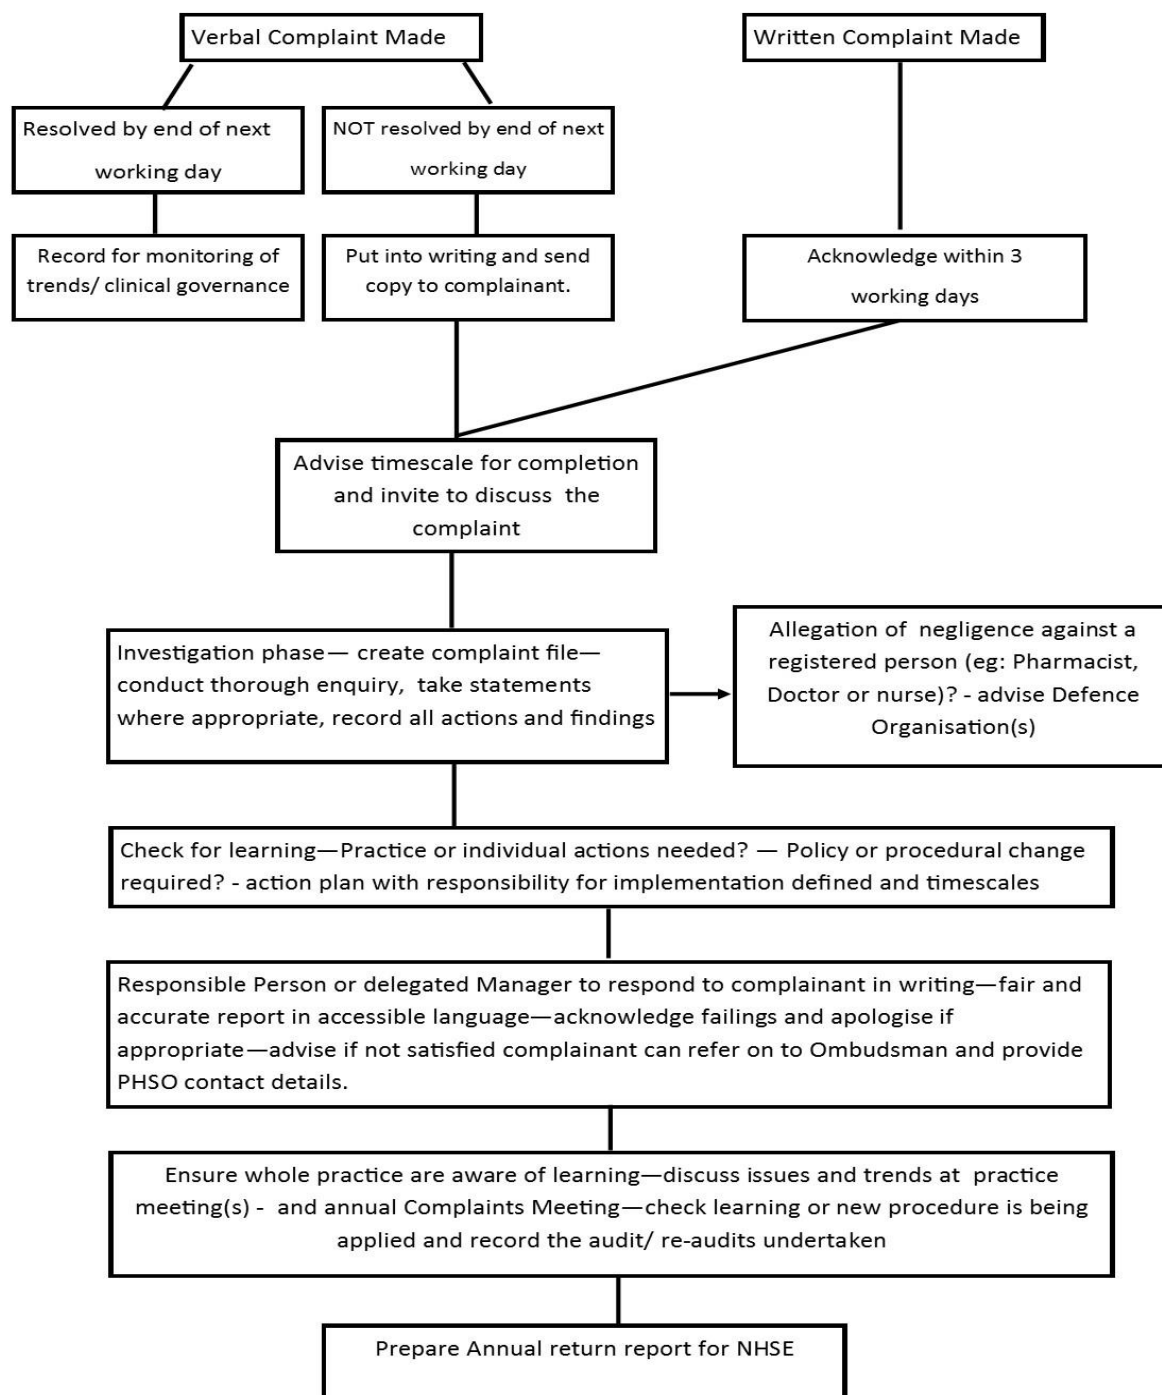 Verbal Complaint Made
Written Complaint Made
Resolved by end of next
working day
NOT resolved by end of next
working day
Record for monitoring of
trends/ clinical governance
Put into writing and send
copy to complainant.
Acknowledge within 3
working days
Advise timescale for completion
and invite to discuss the
complaint
Investigation phase— create complaint file—
conduct thorough enquiry, take statements
where appropriate, record all actions and findings
Allegation of negligence against a
registered person (eg: Pharmacist,
Doctor or nurse)? - advise Defence
Organisation(s)
Check for learning—Practice or individual actions needed? — Policy or procedural change
required? - action plan with responsibility for implementation defined and timescales
Responsible Person or delegated Manager to respond to complainant in writing—fair and
accurate report in accessible language—acknowledge failings and apologise if
appropriate—advise if not satisfied complainant can refer on to Ombudsman and provide
PHSO contact details.
Ensure whole practice are aware of learning—discuss issues and trends at practice
meeting(s) - and annual Complaints Meeting—check learning or new procedure is being
applied and record the audit/ re-audits undertaken
Prepare Annual return report for NHSE